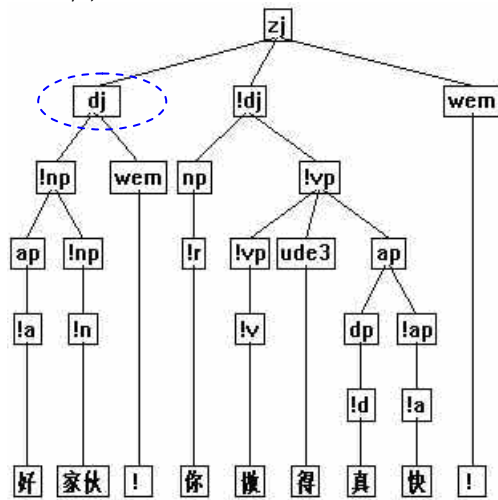 zj
dj !dj wem
!np wem np !vp
ap !np !r !vp ude3 ap
!a !n !v dp !ap
!d !a
好 家伙 ! 你 做 得 真 快 !